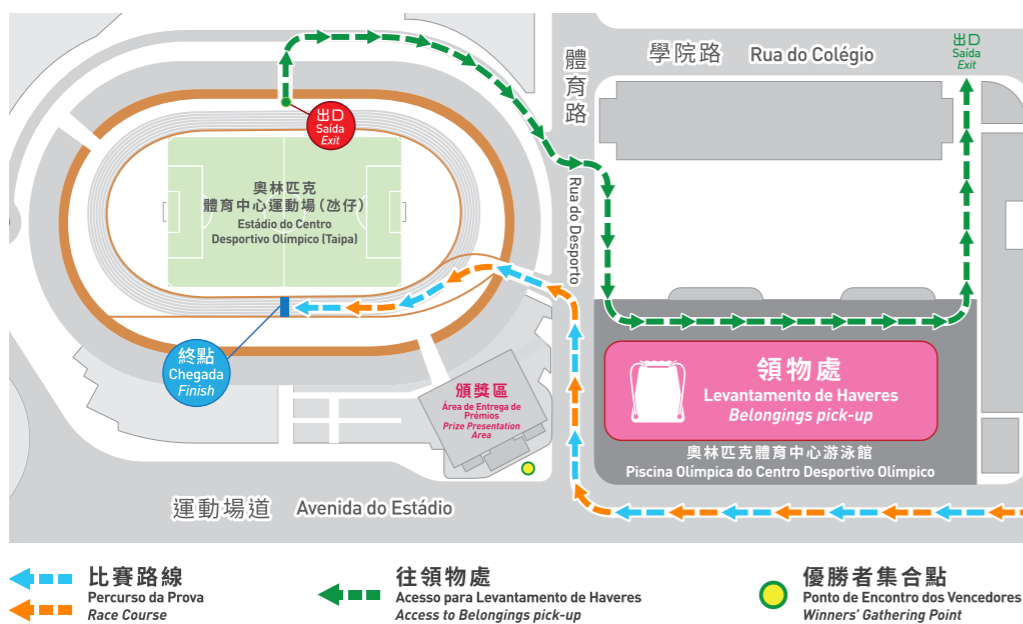 學院路 Rua do Colégio
出口
Saída
Exit
體育路
Rua do Desporto
出口
Saída
Exit
奧林匹克
體育中心運動場(氹仔)
Estádio do Centro
Desportivo Olímpico (Taipa)
終點
Chegada
Finish
頒獎區
Área de Entrega de
Prémios
Prize Presentation
Area
領物處
Levantamento de Haveres
Belongings pick-up
奧林匹克體育中心游泳館
Piscina Olímpica do Centro Desportivo Olímpico
運動場道 Avenida do Estádio
比賽路線
Percurso da Prova
Race Course
往領物處
Acesso para Levantamento de Haveres
Access to Belongings pick-up
優勝者集合點
Ponto de Encontro dos Vencedores
Winners' Gathering Point